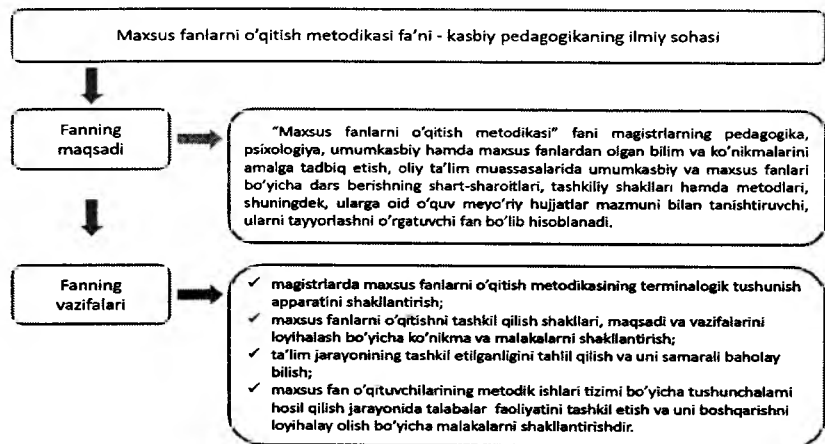 Maxsus fanlarni o'qitish metodikasi fa'ni - kasbiy pedagogikaning ilmiy sohasi
Fanning
maqsadi
"Maxsus fanlarni o'qitish metodikasi" fani magistrlarning pedagogika,
psixologiya, umumkasbiy hamda maxsus fanlardan olgan bilim va ko'nikmalarini
amalga tadbiq etish, oliy ta'lim muassasalarida umumkasbiy va maxsus fanlari
bo'yicha dars berishning shart-sharoitlari, tashkiliy shakllari hamda metodlari,
shuningdek, ularga oid o'quv meyo'riy hujjatlar mazmuni bilan tanishtiruvchi,
ularni tayyorlashni o'rgatuvchi fan bo'lib hisoblanadi.
Fanning
vazifalari
✓ magistrlarda maxsus fanlarni o'qitish metodikasining terminalogik tushunish
apparatini shakllantirish;
✓ maxsus fanlarni o'qitishni tashkil qilish shakllari, maqsadi va vazifalarini
loyihalash bo'yicha ko'nikma va malakalarni shakllantirish;
✓ ta'lim jarayonining tashkil etilganligini tahlil qilish va uni samarali baholay
bilish;
✓ maxsus fan o'qituvchilarining metodik ishlari tizimi bo'yicha tushunchalarni
hosil qilish jarayonida talabalar faoliyatini tashkil etish va uni boshqarishni
loyihalay olish bo'yicha malakalarni shakllantirishdir.